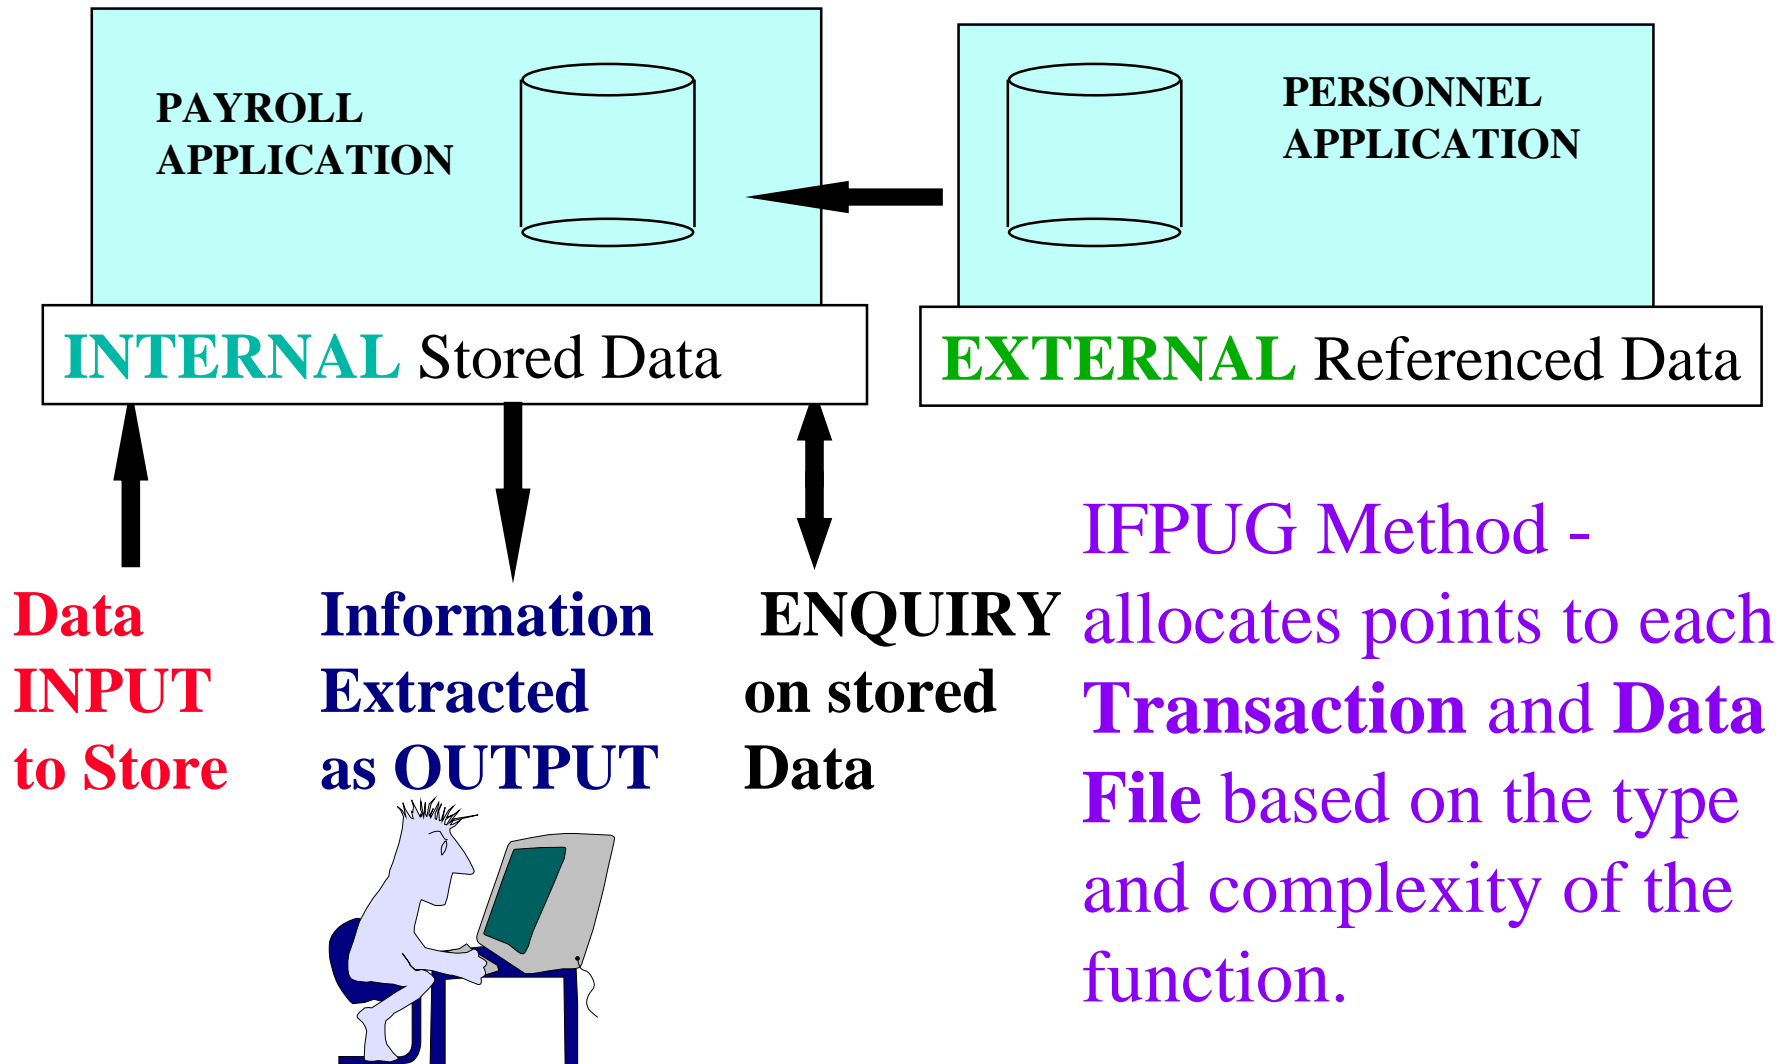 PAYROLL
APPLICATION
PERSONNEL
APPLICATION
INTERNAL Stored Data
EXTERNAL Referenced Data
Data
INPUT
to Store
Information
Extracted
as OUTPUT
ENQUIRY
on stored
Data
IFPUG Method -
allocates points to each
Transaction and Data
File based on the type
and complexity of the
function.